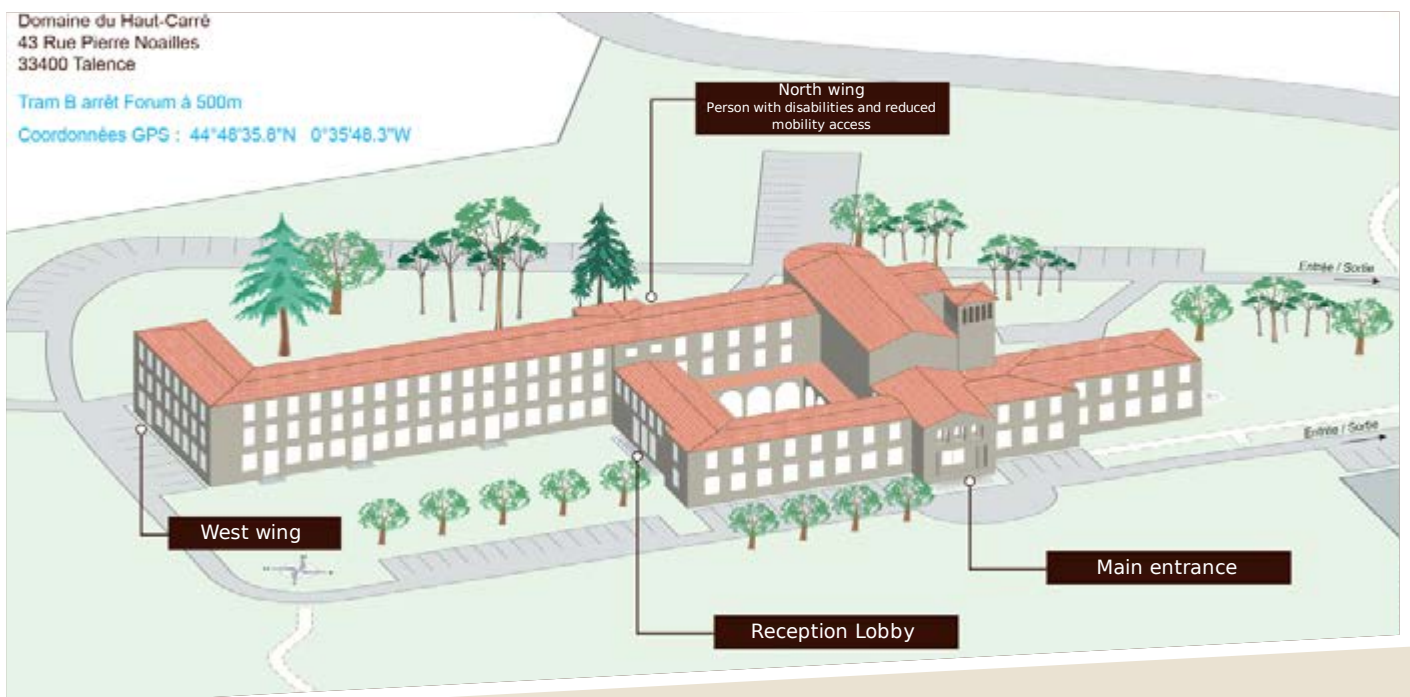 Domaine du Haut-Carré
43 Rue Pierre Noailles
33400 Talence
Tram B arrêt Forum à 500m
Coordonnées GPS : 44°48'35.8"N 0°35'48.3"W
North wing
Person with disabilities and reduced
mobility access
Entrée / Sortie
Entrée / Sortie
West wing
Main entrance
Reception Lobby